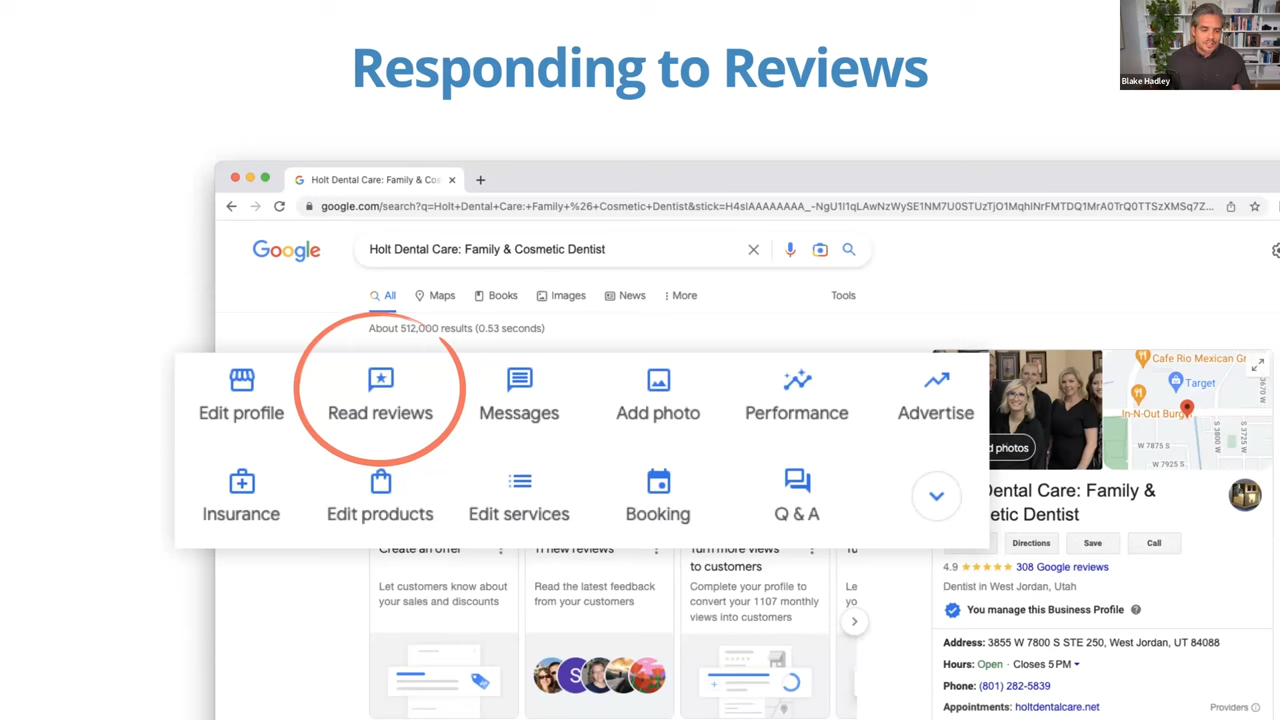 Responding to Reviews
Blake Hadley
Holt Dental Care: Family & Cos
google.com/search?q=Holt+Dental+Care:+Family+%26+Cosmetic+Dentist&stick=
Google
Holt Dental Care: Family & Cosmetic Dentist
All Maps Books Images News More Tools
About 512,000 results (0.53 seconds)
Edit profile Read reviews Messages Add photo Performance Advertise
Insurance Edit products Edit services Booking Q & A
Create an offer
Let customers know about
your sales and discounts
11 new reviews
Read the latest feedback
from your customers
S
Turn more views
to customers
Complete your profile to
convert your 1107 monthly
views into customers
Le
yo
d photos
Cafe Rio Mexican Gr
Target
In-N-Out Burger
W 7875 S
W 7925 S
S 3800 W
S 3725 W
3670 W
Dental Care: Family &
etic Dentist
Directions Save Call
4.9 308 Google reviews
Dentist in West Jordan, Utah
You manage this Business Profile
Address: 3855 W 7800 S STE 250, West Jordan, UT 84088
Hours: Open · Closes 5 PM
Phone: (801) 282-5839
Appointments: holtdentalcare.net
Providers